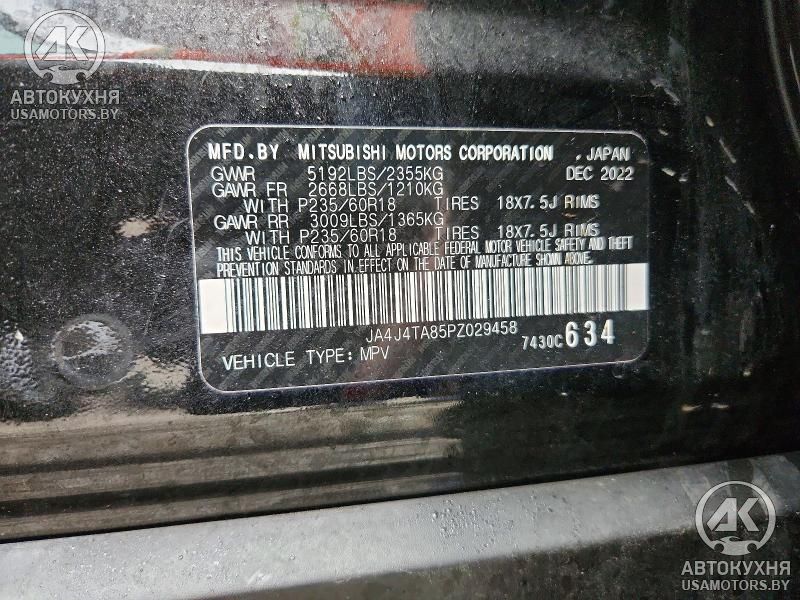 AK
АВТОКУХНЯ
USAMOTORS.BY
MFD.BY MITSUBISHI MOTORS CORPORATION . JAPAN
GVWR 5192LBS/2355KG DEC 2022
GAWR FR 2668LBS/1210KG
WITH P235/60R18 TIRES 18X7.5J RIMS
GAWR RR 3009LBS/1365KG
WITH P235/60R18 TIRES 18X7.5J RIMS
THIS VEHICLE CONFORMS TO ALL APPLICABLE FEDERAL MOTOR VEHICLE SAFETY AND THEFT
PREVENTION STANDARDS IN EFFECT ON THE DATE OF MANUFACTURE SHOWN ABOVE.
JA4J4TA85PZ029458
7430C634
VEHICLE TYPE: MPV
AK
АВТОКУХНЯ
USAMOTORS.BY